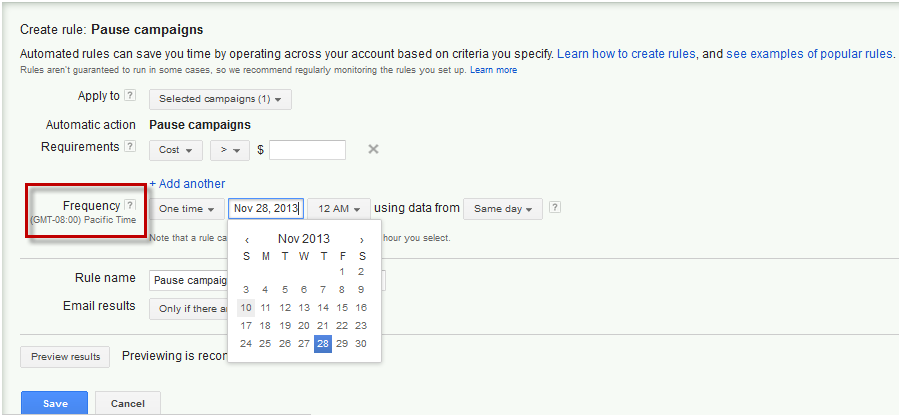 Create rule: Pause campaigns
Automated rules can save you time by operating across your account based on criteria you specify. Learn how to create rules, and see examples of popular rules.
Rules aren't guaranteed to run in some cases, so we recommend regularly monitoring the rules you set up. Learn more
Apply to ? Selected campaigns (1)
Automatic action Pause campaigns
Requirements ? Cost > $
+ Add another
Frequency ? One time Nov 28, 2013 12 AM using data from Same day ?
(GMT-08:00) Pacific Time
Note that a rule ca hour you select.
‹ Nov 2013 ›
S M T W T F S
1 2
3 4 5 6 7 8 9
10 11 12 13 14 15 16
17 18 19 20 21 22 23
24 25 26 27 28 29 30
Rule name Pause campaig
Email results Only if there a
Preview results Previewing is reco
Save Cancel